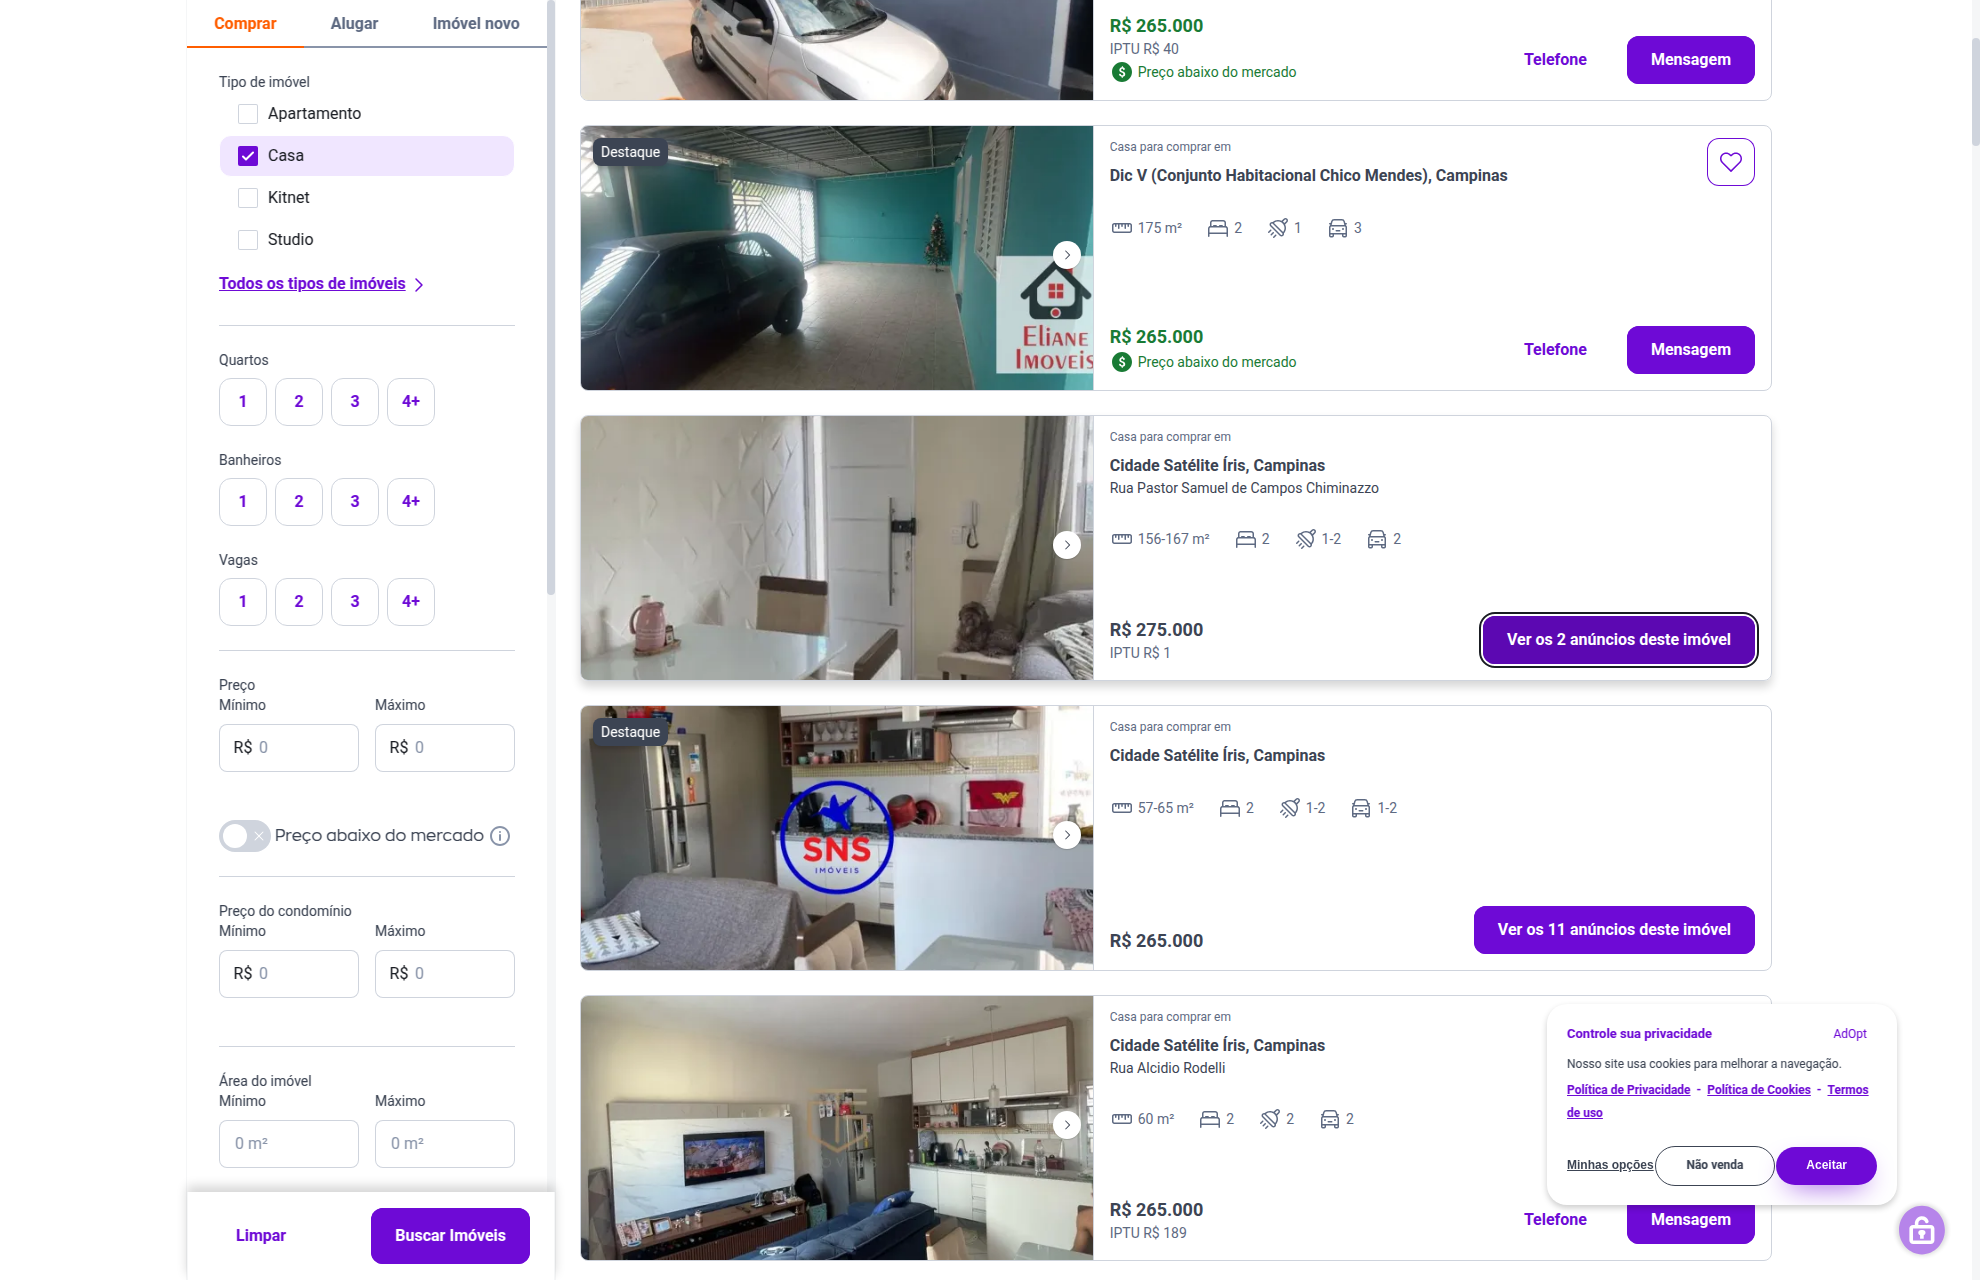 Comprar
Alugar
Imóvel novo
Tipo de imóvel
Apartamento
Casa
Kitnet
Studio
Todos os tipos de imóveis
Quartos
1 2 3 4+
Banheiros
1 2 3 4+
Vagas
1 2 3 4+
Preço
Mínimo Máximo
R$ 0 R$ 0
Preço abaixo do mercado
Preço do condomínio
Mínimo Máximo
R$ 0 R$ 0
Área do imóvel
Mínimo Máximo
0 m² 0 m²
Limpar
Buscar Imóveis
R$ 265.000
IPTU R$ 40
Preço abaixo do mercado
Telefone
Mensagem
Destaque
Eliane
Imoveis
Casa para comprar em
Dic V (Conjunto Habitacional Chico Mendes), Campinas
175 m² 2 1 3
R$ 265.000
Preço abaixo do mercado
Telefone
Mensagem
Casa para comprar em
Cidade Satélite Íris, Campinas
Rua Pastor Samuel de Campos Chiminazzo
156-167 m² 2 1-2 2
R$ 275.000
IPTU R$ 1
Ver os 2 anúncios deste imóvel
Destaque
SNS
IMÓVEIS
Casa para comprar em
Cidade Satélite Íris, Campinas
57-65 m² 2 1-2 1-2
R$ 265.000
Ver os 11 anúncios deste imóvel
Casa para comprar em
Cidade Satélite Íris, Campinas
Rua Alcidio Rodelli
60 m² 2 2 2
R$ 265.000
IPTU R$ 189
Telefone
Mensagem
Controle sua privacidade
AdOpt
Nosso site usa cookies para melhorar a navegação.
Política de Privacidade - Política de Cookies - Termos
de uso
Minhas opções
Não venda
Aceitar